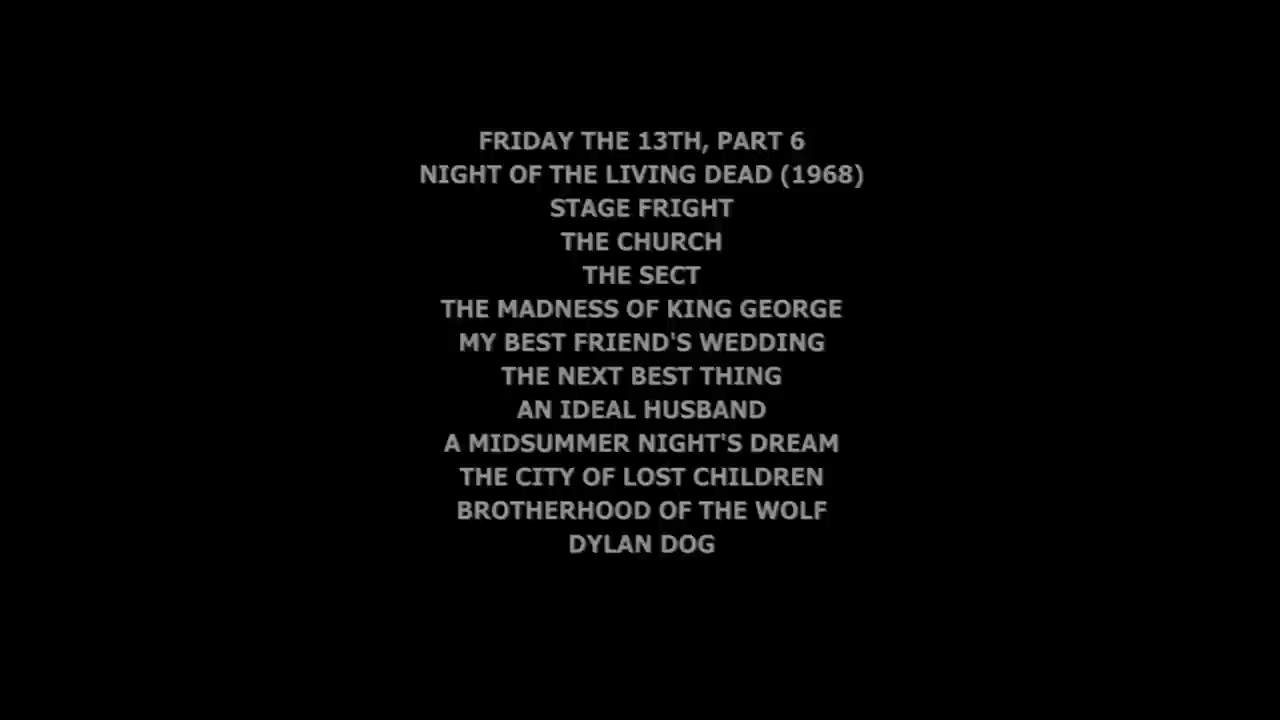 FRIDAY THE 13TH, PART 6
NIGHT OF THE LIVING DEAD (1968)
STAGE FRIGHT
THE CHURCH
THE SECT
THE MADNESS OF KING GEORGE
MY BEST FRIEND'S WEDDING
THE NEXT BEST THING
AN IDEAL HUSBAND
A MIDSUMMER NIGHT'S DREAM
THE CITY OF LOST CHILDREN
BROTHERHOOD OF THE WOLF
DYLAN DOG